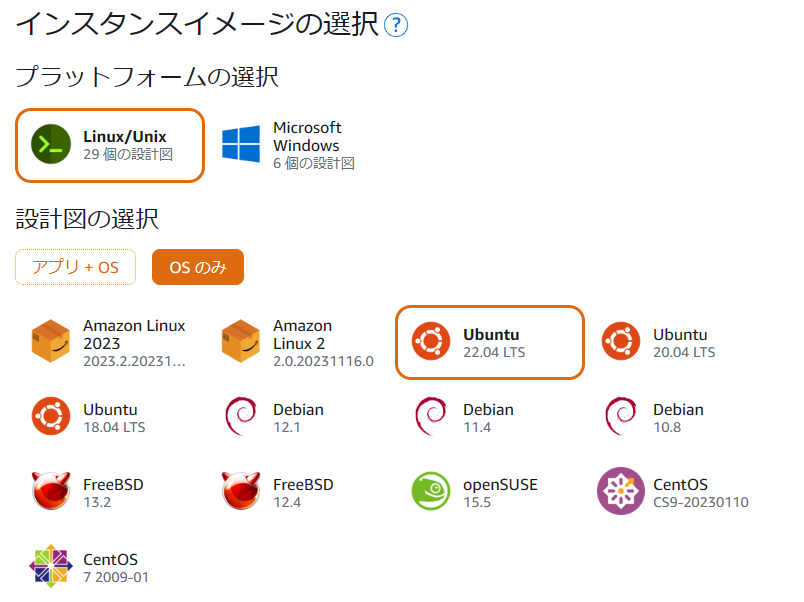 インスタンスイメージの選択 ?
プラットフォームの選択
Linux/Unix
29 個の設計図
Microsoft
Windows
6 個の設計図
設計図の選択
アプリ + OS
OS のみ
Amazon Linux
2023
2023.2.20231...
Amazon
Linux 2
2.0.20231116.0
Ubuntu
22.04 LTS
Ubuntu
20.04 LTS
Ubuntu
18.04 LTS
Debian
12.1
Debian
11.4
Debian
10.8
FreeBSD
13.2
FreeBSD
12.4
openSUSE
15.5
CentOS
CS9-20230110
CentOS
7 2009-01